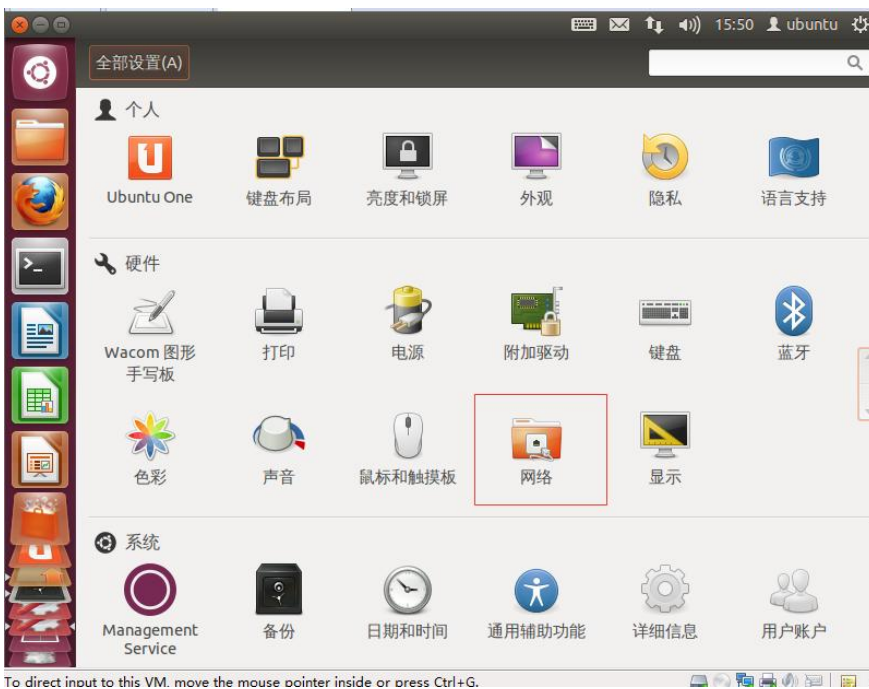 15:50 ubuntu
全部设置(A)
个人
Ubuntu One 键盘布局 亮度和锁屏 外观 隐私 语言支持
硬件
Wacom 图形 打印 电源 附加驱动 键盘 蓝牙
手写板
色彩 声音 鼠标和触摸板 网络 显示
系统
Management 备份 日期和时间 通用辅助功能 详细信息 用户账户
Service
To direct input to this VM, move the mouse pointer inside or press Ctrl+G.